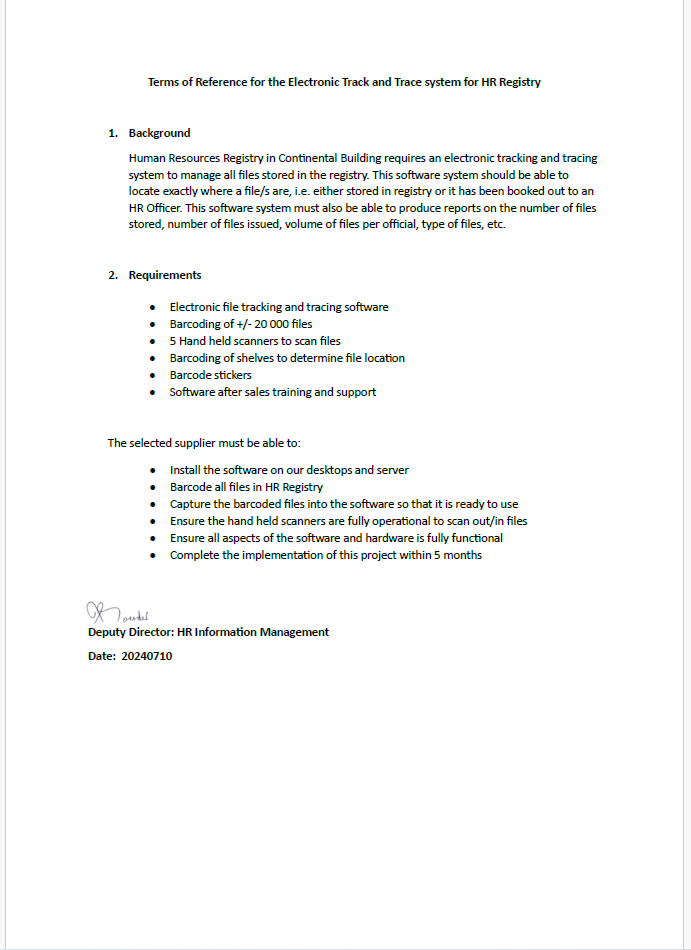 Terms of Reference for the Electronic Track and Trace system for HR Registry
1. Background
Human Resources Registry in Continental Building requires an electronic tracking and tracing
system to manage all files stored in the registry. This software system should be able to
locate exactly where a file/s are, i.e. either stored in registry or it has been booked out to an
HR Officer. This software system must also be able to produce reports on the number of files
stored, number of files issued, volume of files per official, type of files, etc.
2. Requirements
• Electronic file tracking and tracing software
• Barcoding of +/- 20 000 files
• 5 Hand held scanners to scan files
• Barcoding of shelves to determine file location
• Barcode stickers
• Software after sales training and support
The selected supplier must be able to:
• Install the software on our desktops and server
• Barcode all files in HR Registry
• Capture the barcoded files into the software so that it is ready to use
• Ensure the hand held scanners are fully operational to scan out/in files
• Ensure all aspects of the software and hardware is fully functional
• Complete the implementation of this project within 5 months
Deputy Director: HR Information Management
Date: 20240710